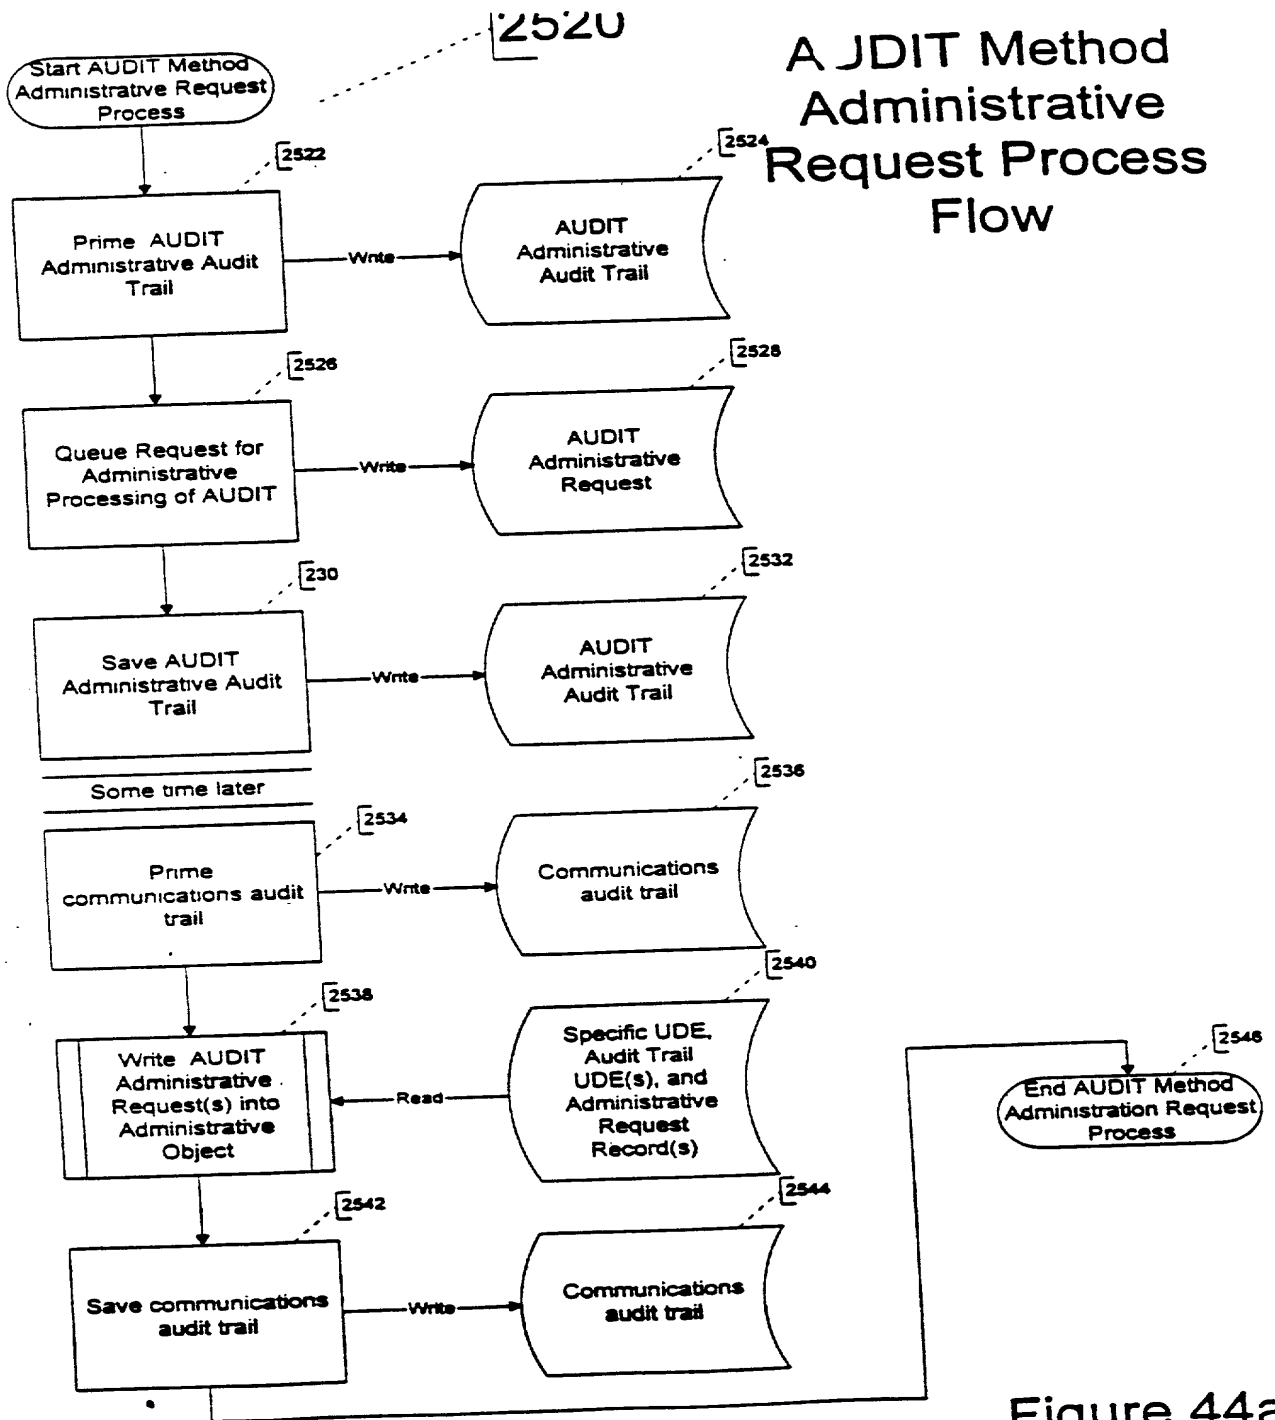 2520
A JDIT Method
Administrative
Request Process
Flow
Start AUDIT Method
Administrative Request
Process
2522
Prime AUDIT
Administrative Audit
Trail
Write
2524
AUDIT
Administrative
Audit Trail
2526
Queue Request for
Administrative
Processing of AUDIT
Write
2528
AUDIT
Administrative
Request
230
Save AUDIT
Administrative Audit
Trail
Write
2532
AUDIT
Administrative
Audit Trail
Some time later
2534
Prime
communications audit
trail
Write
2536
Communications
audit trail
2538
Write AUDIT
Administrative
Request(s) into
Administrative
Object
Read
2540
Specific UDE,
Audit Trail
UDE(s), and
Administrative
Request
Record(s)
2542
Save communications
audit trail
Write
2544
Communications
audit trail
2546
End AUDIT Method
Administration Request
Process
Figure 44a